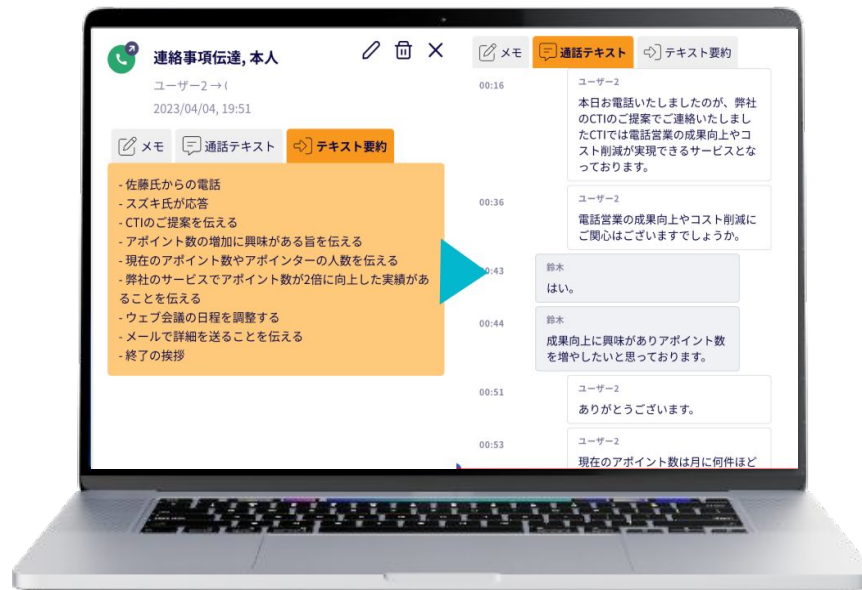 連絡事項伝達, 本人
ユーザー2→(
2023/04/04, 19:51
メモ
通話テキスト
テキスト要約
- 佐藤氏からの電話
- スズキ氏が応答
- CTIのご提案を伝える
- アポイント数の増加に興味がある旨を伝える
- 現在のアポイント数やアポインターの人数を伝える
- 弊社のサービスでアポイント数が2倍に向上した実績があ
ることを伝える
- ウェブ会議の日程を調整する
- メールで詳細を送ることを伝える
- 終了の挨拶
メモ
通話テキスト
テキスト要約
00:16
ユーザー2
本日お電話いたしましたのが、弊社
のCTIのご提案でご連絡いたしまし
たCTIでは電話営業の成果向上やコ
スト削減が実現できるサービスとな
っております。
00:36
ユーザー2
電話営業の成果向上やコスト削減に
ご関心はございますでしょうか。
:43
鈴木
はい。
00:44
鈴木
成果向上に興味がありアポイント数
を増やしたいと思っております。
00:51
ユーザー2
ありがとうございます。
00:53
ユーザー2
現在のアポイント数は月に何件ほど